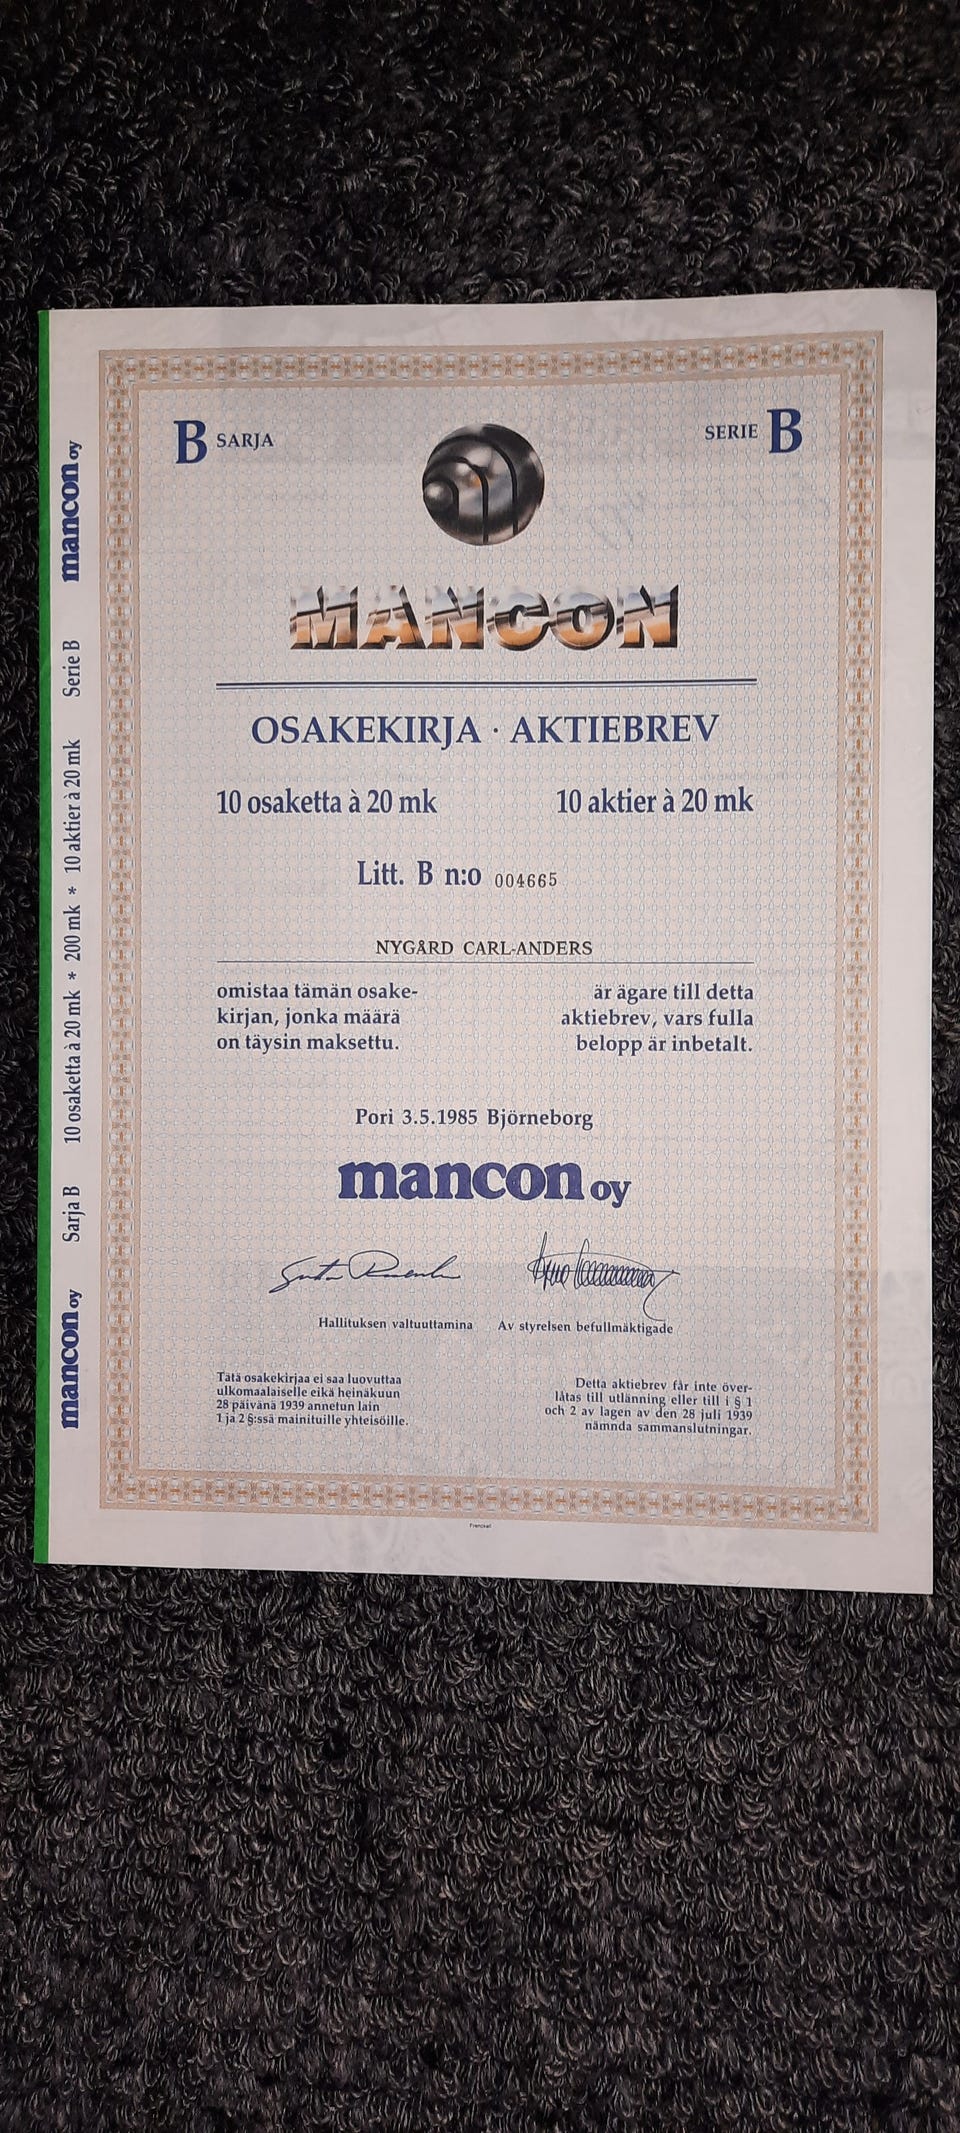 B SARJA
SERIE B
MANCON
OSAKEKIRJA · AKTIEBREV
10 osaketta à 20 mk
10 aktier à 20 mk
Litt. B n:o 004665
NYGÅRD CARL-ANDERS
omistaa tämän osake-
kirjan, jonka määrä
on täysin maksettu.
är ägare till detta
aktiebrev, vars fulla
belopp är inbetalt.
Pori 3.5.1985 Björneborg
mancon oy
Hallituksen valtuuttamina
Av styrelsen befullmäktigade
Tätä osakekirjaa ei saa luovuttaa
ulkomaalaiselle eikä heinäkuun
28 päivänä 1939 annetun lain
1 ja 2 §:ssä mainituille yhteisöille.
Detta aktiebrev får inte över-
låtas till utlänning eller till i § 1
och 2 av lagen av den 28 juli 1939
nämnda sammanslutningar.
Frenckell
mancon oy Sarja B 10 osaketta à 20 mk * 200 mk * 10 aktier à 20 mk Serie B mancon oy